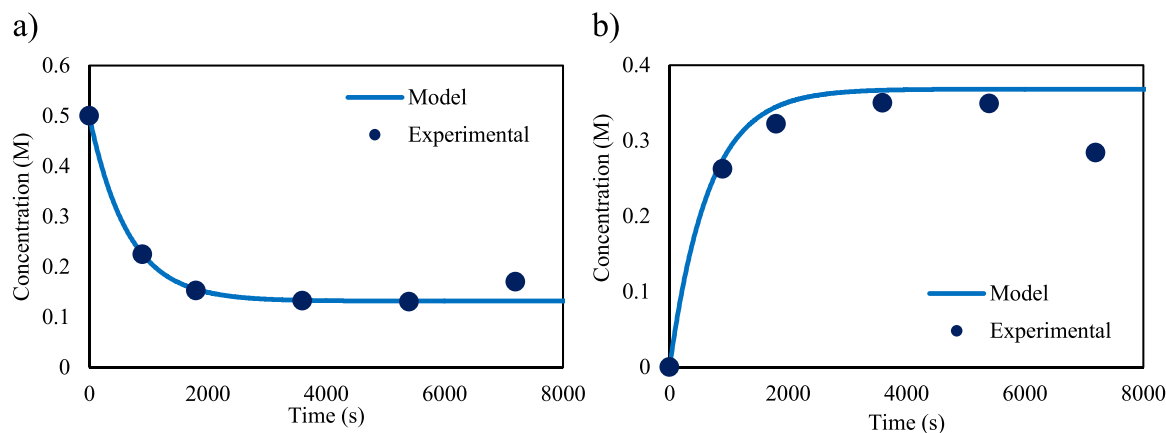 a)
0.6
0.5
0.4
0.3
0.2
0.1
0
0
2000
4000
6000
8000
Concentration (M)
Time (s)
Model
Experimental
b)
0.4
0.3
0.2
0.1
0
0
2000
4000
6000
8000
Concentration (M)
Time (s)
Model
Experimental